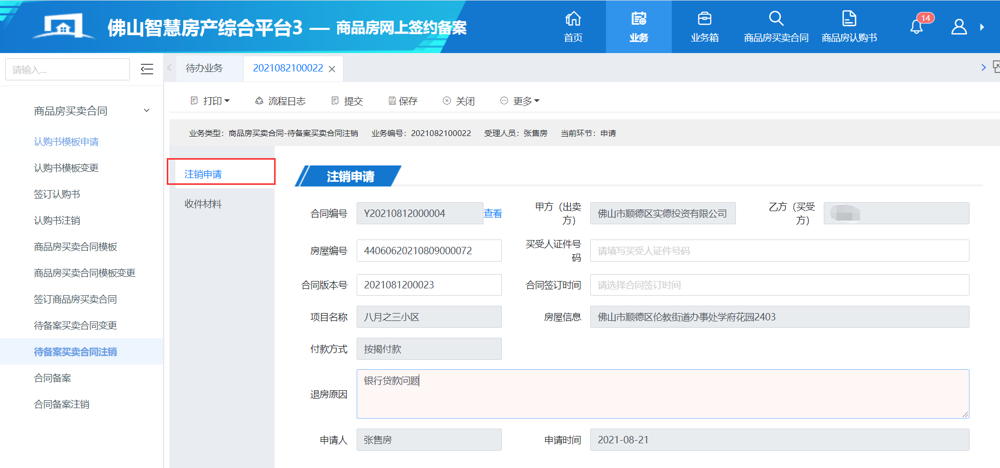 佛山智慧房产综合平台3 — 商品房网上签约备案
首页
业务
业务箱
商品房买卖合同
商品房认购书
14
请输入...
待办业务
2021082100022
打印
流程日志
提交
保存
关闭
更多
商品房买卖合同
认购书模板申请
认购书模板变更
签订认购书
认购书注销
商品房买卖合同模板
商品房买卖合同模板变更
签订商品房买卖合同
待备案买卖合同变更
待备案买卖合同注销
合同备案
合同备案注销
业务类型：商品房买卖合同-待备案买卖合同注销 业务编号：2021082100022 受理人员：张售房 当前环节：申请
注销申请
收件材料
注销申请
合同编号 Y20210812000004 查看
甲方（出卖
方） 佛山市顺德区实德投资有限公司
乙方（买受
方）
房屋编号 44060620210809000072
买受人证件号
码 请填写买受人证件号码
合同版本号 2021081200023
合同签订时间 请选择合同签订时间
项目名称 八月之三小区
房屋信息 佛山市顺德区伦教街道办事处学府花园2403
付款方式 按揭付款
退房原因 银行贷款问题
申请人 张售房
申请时间 2021-08-21